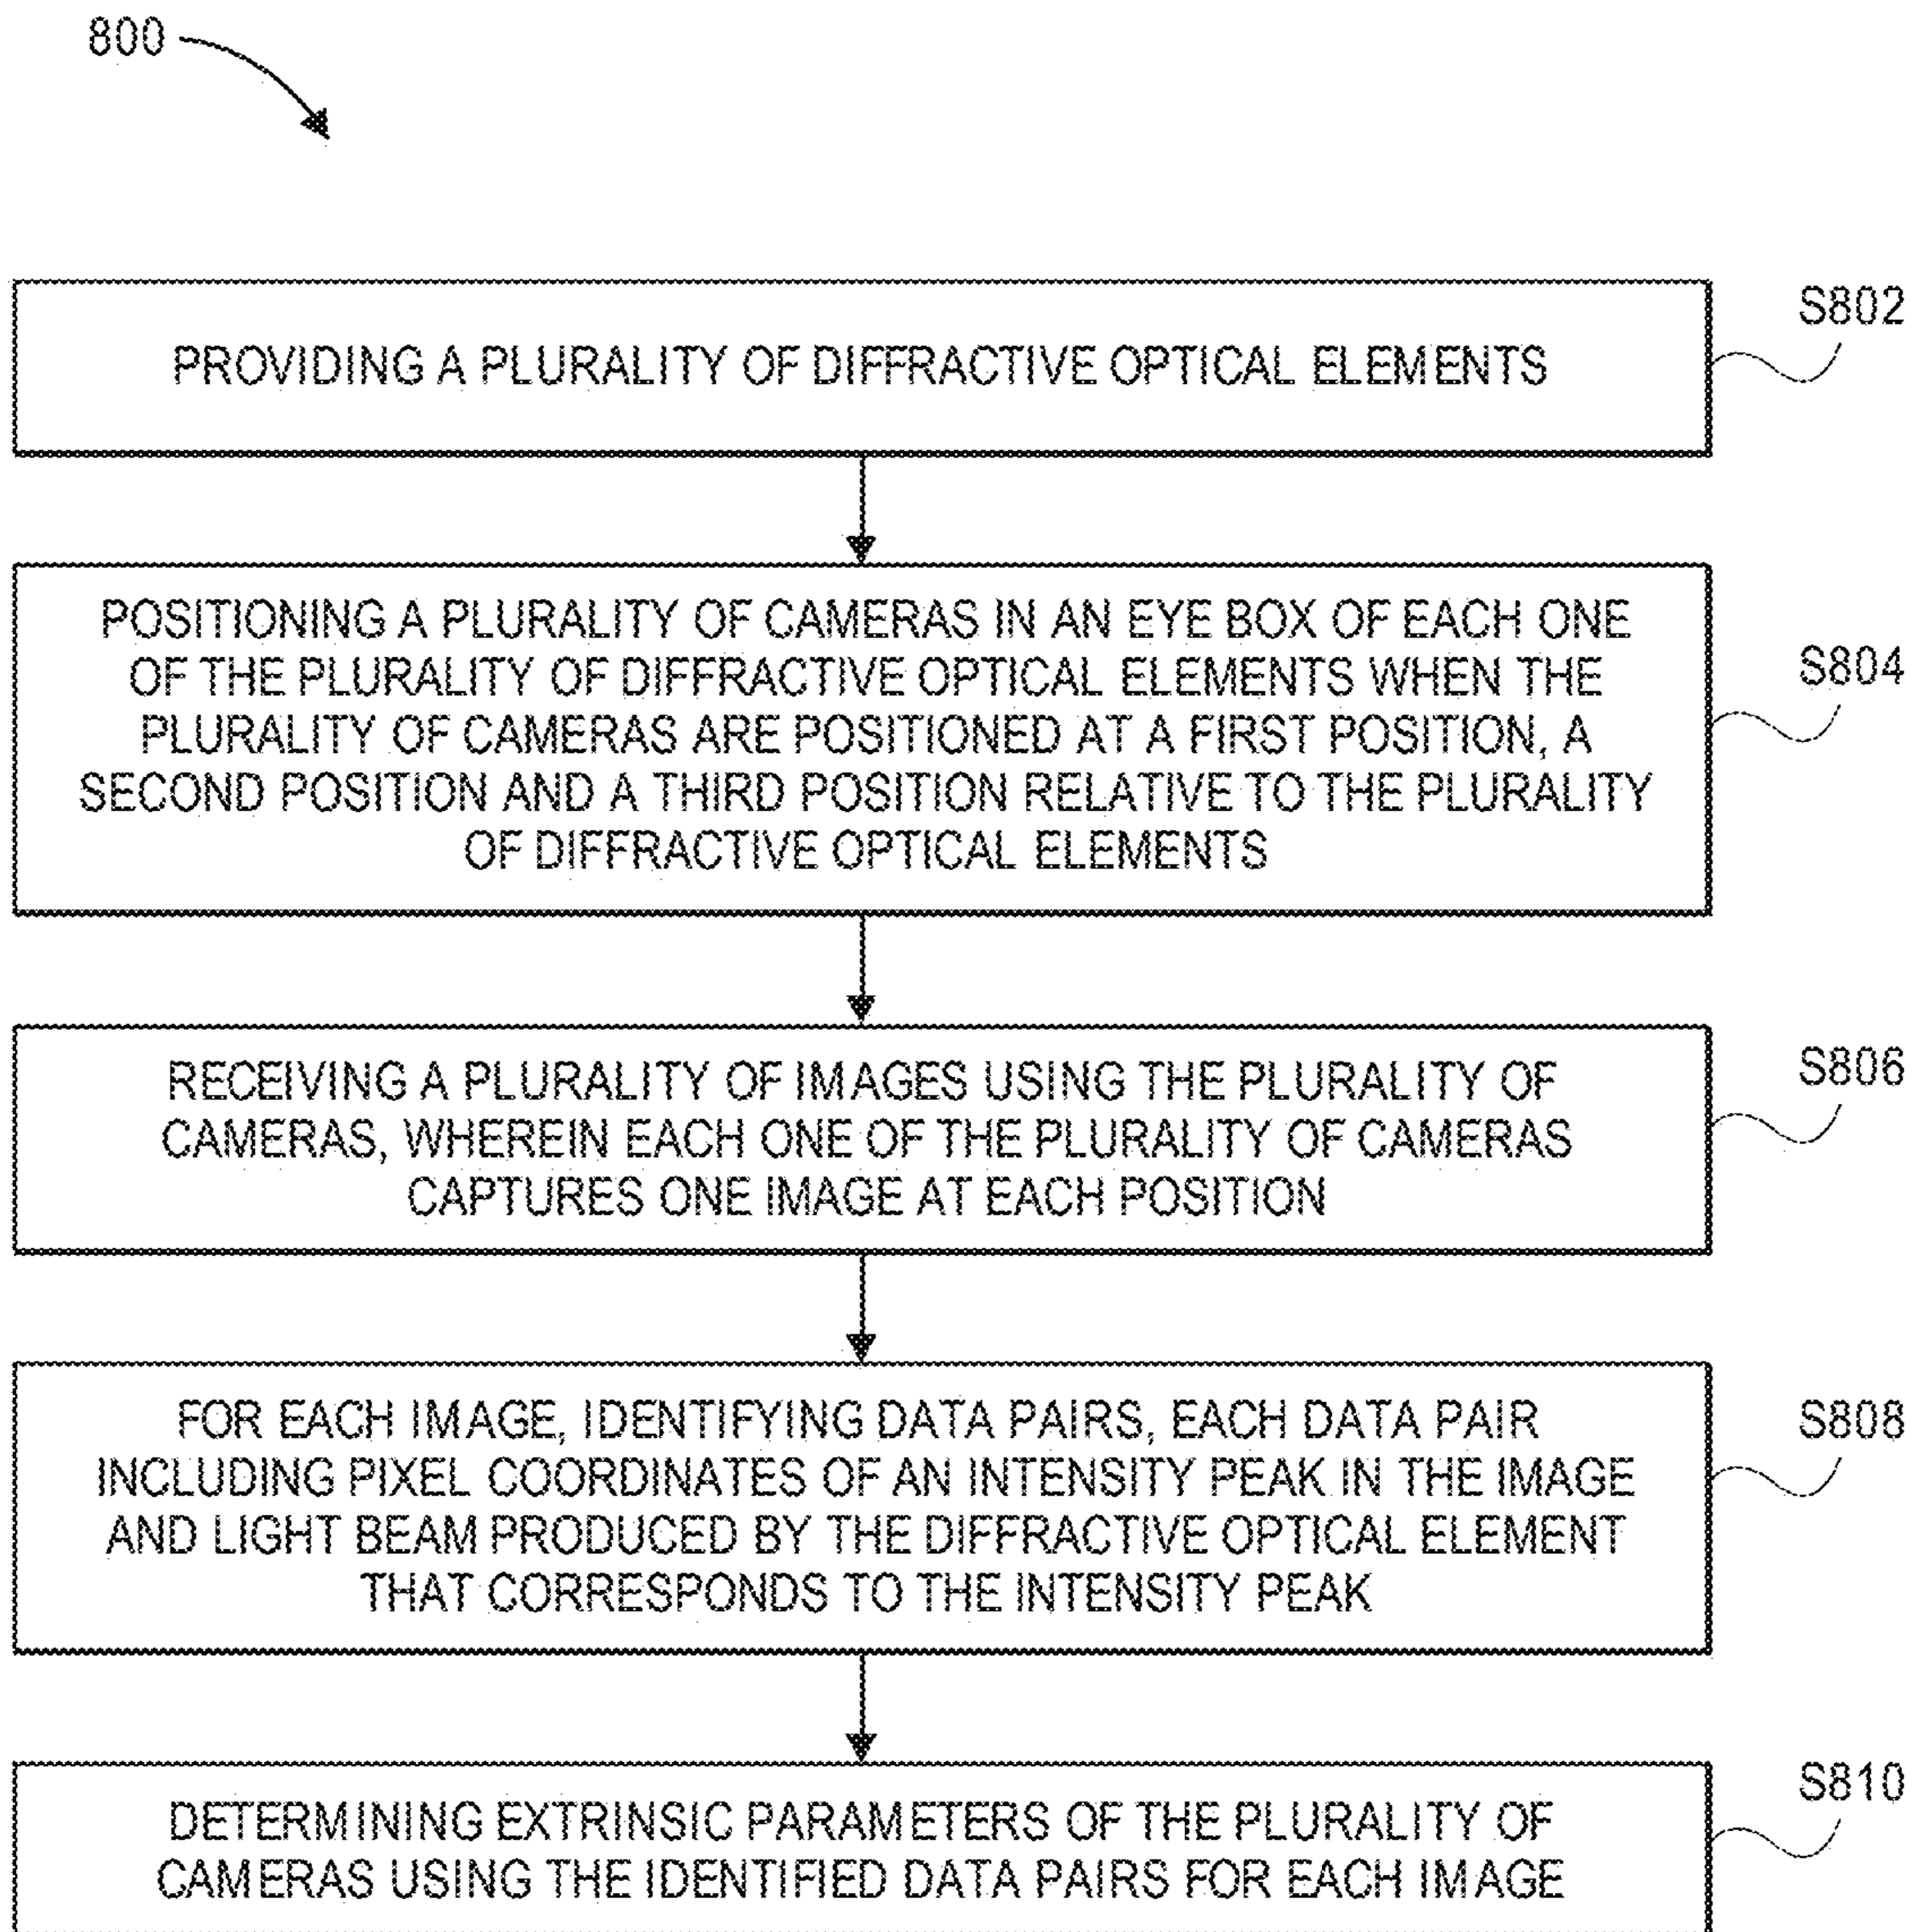 800
S802
PROVIDING A PLURALITY OF DIFFRACTIVE OPTICAL ELEMENTS
POSITIONING A PLURALITY OF CAMERAS IN AN EYE BOX OF EACH ONE
OF THE PLURALITY OF DIFFRACTIVE OPTICAL ELEMENTS WHEN THE
S804
PLURALITY OF CAMERAS ARE POSITIONED AT A FIRST POSITION, A
SECOND POSITION AND A THIRD POSITION RELATIVE TO THE PLURALITY
OF DIFFRACTIVE OPTICAL ELEMENTS
S806
RECEIVING A PLURALITY OF IMAGES USING THE PLURALITY OF
CAMERAS, WHEREIN EACH ONE OF THE PLURALITY OF CAMERAS
CAPTURES ONE IMAGE AT EACH POSITION
S808
FOR EACH IMAGE, IDENTIFYING DATA PAIRS, EACH DATA PAIR
INCLUDING PIXEL COORDINATES OF AN INTENSITY PEAK IN THE IMAGE
AND LIGHT BEAM PRODUCED BY THE DIFFRACTIVE OPTICAL ELEMENT
THAT CORRESPONDS TO THE INTENSITY PEAK
S810
DETERMINING EXTRINSIC PARAMETERS OF THE PLURALITY OF
CAMERAS USING THE IDENTIFIED DATA PAIRS FOR EACH IMAGE